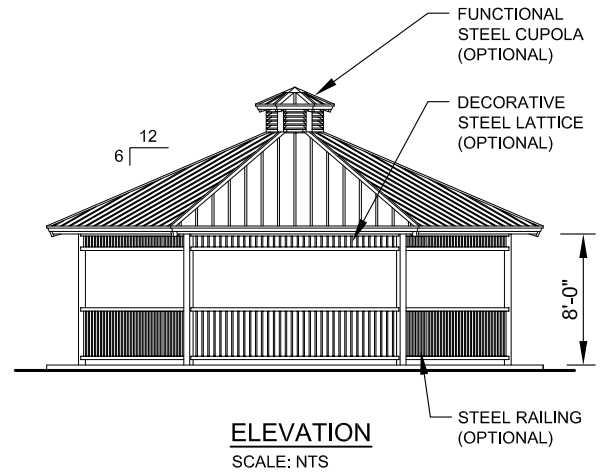 FUNCTIONAL
STEEL CUPOLA
(OPTIONAL)
DECORATIVE
STEEL LATTICE
(OPTIONAL)
12
6
8'-0"
STEEL RAILING
(OPTIONAL)
ELEVATION
SCALE: NTS